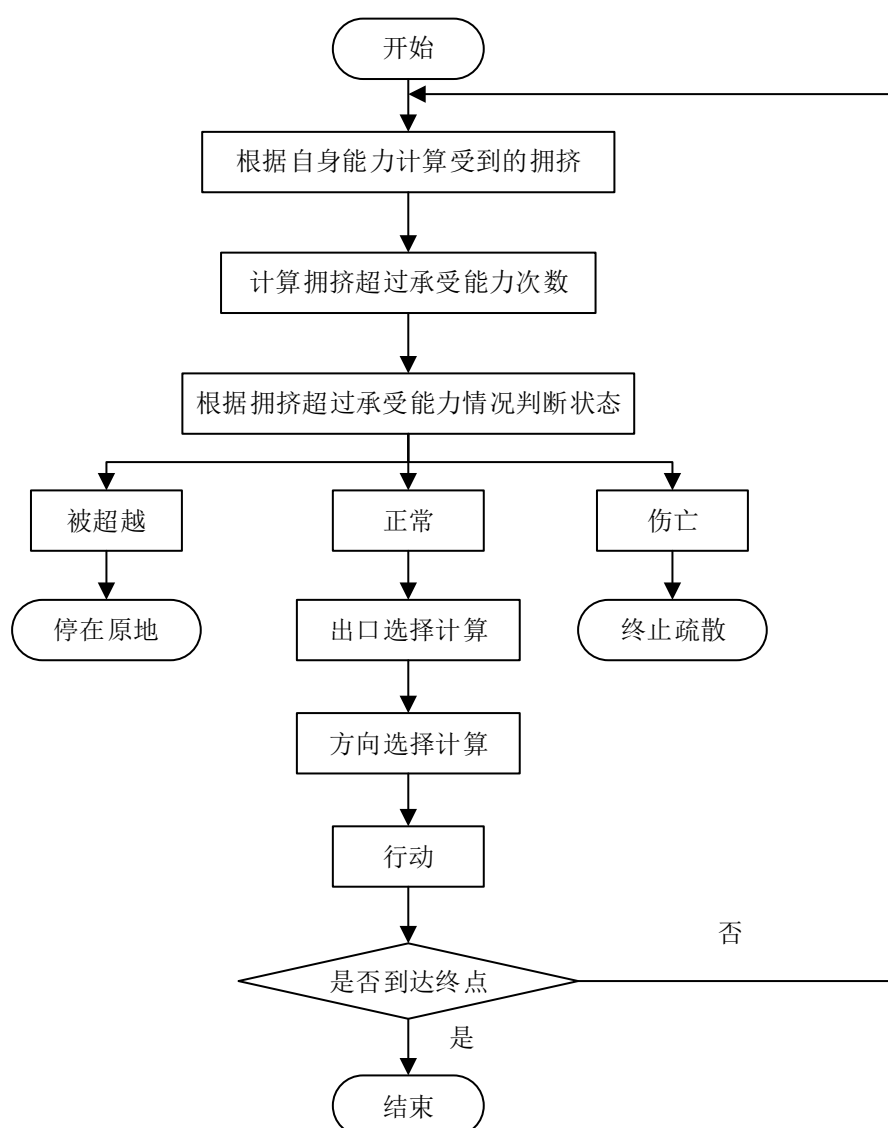 开始
根据自身能力计算受到的拥挤
计算拥挤超过承受能力次数
根据拥挤超过承受能力情况判断状态
被超越
正常
伤亡
停在原地
出口选择计算
终止疏散
方向选择计算
行动
否
是否到达终点
是
结束